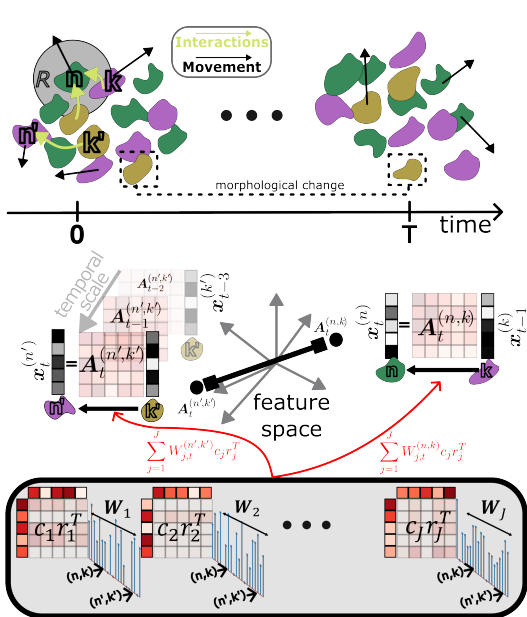 Interactions
Movement
R
n
k
n'
k'
morphological change
0
T
time
temporal
scale
A_{t-2}^{(n',k')}
A_{t-1}^{(n',k')}
x_{t-3}^{(k')}
x_t^{(n')}
=
A_t^{(n',k')}
k'
n'
k'
A_t^{(n,k)}
A_t^{(n',k')}
feature
space
x_t^{(n)}
=
A_t^{(n,k)}
x_{t-1}^{(k)}
n
k
\sum_{j=1}^{J} W_{j,t}^{(n',k')} c_j r_j^T
\sum_{j=1}^{J} W_{j,t}^{(n,k)} c_j r_j^T
c_1 r_1^T
W_1
(n,k)
(n',k')
c_2 r_2^T
W_2
(n,k)
(n',k')
c_J r_J^T
W_J
(n,k)
(n',k')